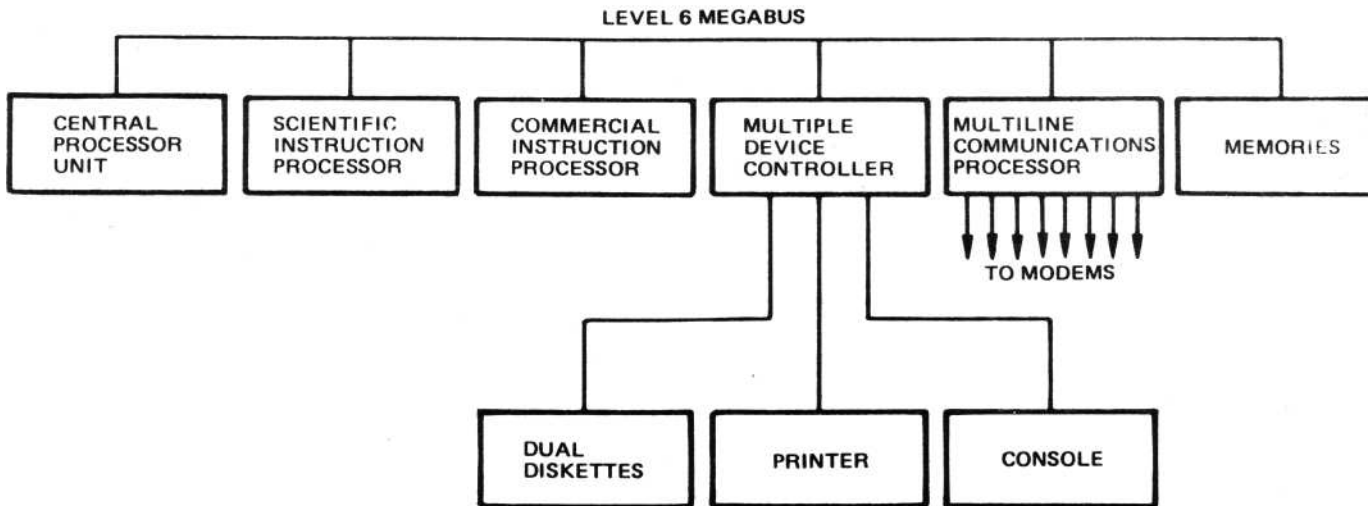 LEVEL 6 MEGABUS
CENTRAL
PROCESSOR
UNIT
SCIENTIFIC
INSTRUCTION
PROCESSOR
COMMERCIAL
INSTRUCTION
PROCESSOR
MULTIPLE
DEVICE
CONTROLLER
MULTILINE
COMMUNICATIONS
PROCESSOR
MEMORIES
TO MODEMS
DUAL
DISKETTES
PRINTER
CONSOLE